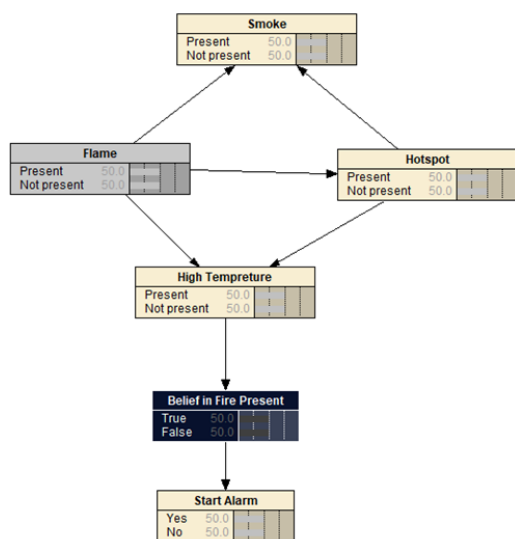 Smoke
Present 50.0
Not present 50.0
Flame
Present 50.0
Not present 50.0
Hotspot
Present 50.0
Not present 50.0
High Tempreture
Present 50.0
Not present 50.0
Belief in Fire Present
True 50.0
False 50.0
Start Alarm
Yes 50.0
No 50.0